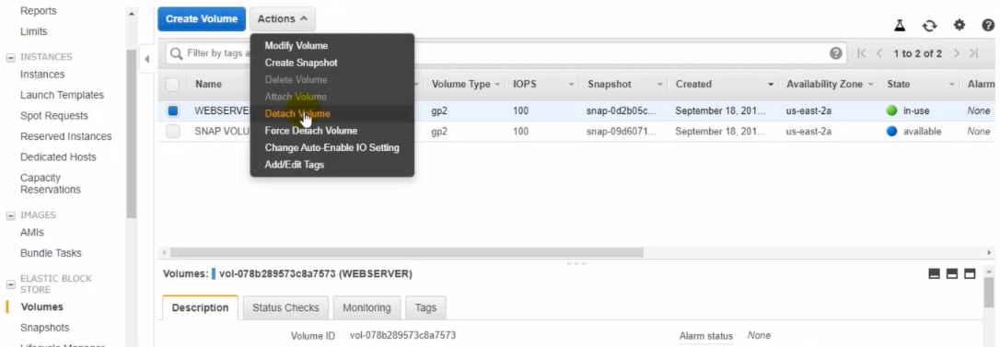 Reports
Limits
INSTANCES
Instances
Launch Templates
Spot Requests
Reserved Instances
Dedicated Hosts
Capacity
Reservations
IMAGES
AMIs
Bundle Tasks
ELASTIC BLOCK
STORE
Volumes
Snapshots
Lifecycle Manager
Create Volume
Actions
Modify Volume
Create Snapshot
Delete Volume
Attach Volume
Detach Volume
Force Detach Volume
Change Auto-Enable IO Setting
Add/Edit Tags
Filter by tags a
1 to 2 of 2
Name Volume Type IOPS Snapshot Created Availability Zone State Alarm
WEBSERVE gp2 100 snap-0d2b05c... September 18, 201... us-east-2a in-use None
SNAP VOLU gp2 100 snap-09d6071... September 18, 201... us-east-2a available None
Volumes: vol-078b289573c8a7573 (WEBSERVER)
Description Status Checks Monitoring Tags
Volume ID vol-078b289573c8a7573 Alarm status None